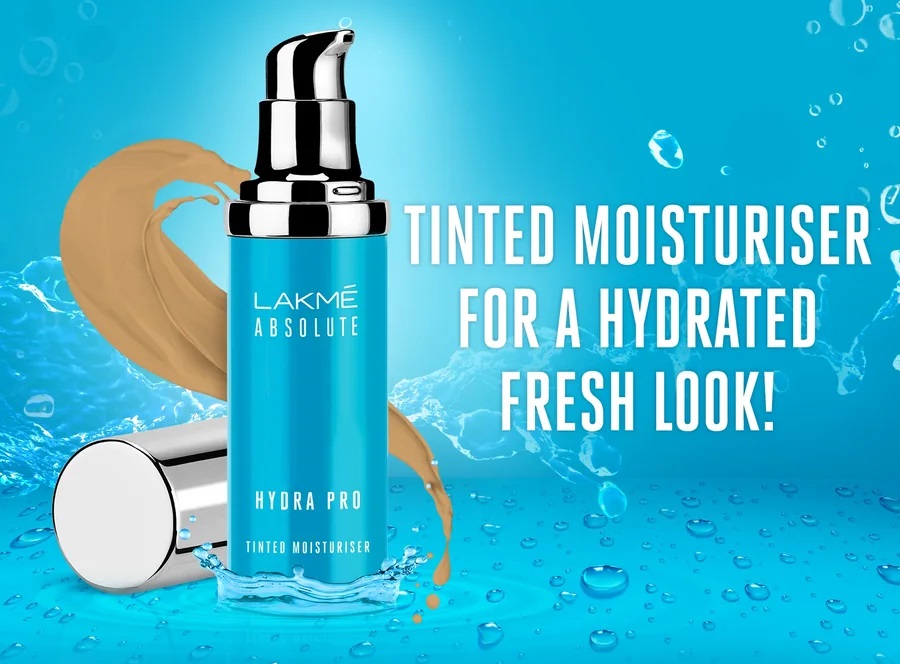 LAKMÉ
ABSOLUTE
HYDRA PRO
TINTED MOISTURISER
TINTED MOISTURISER
FOR A HYDRATED
FRESH LOOK!